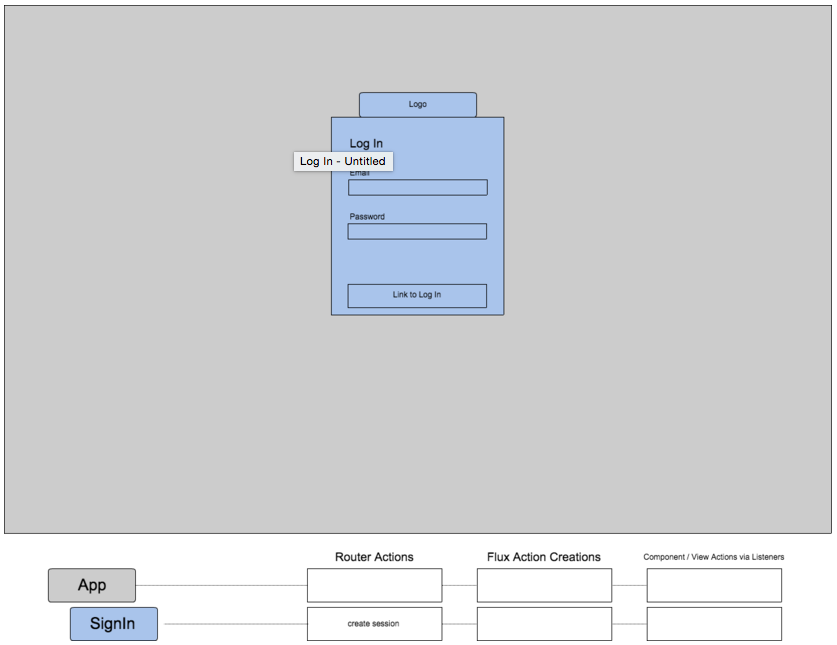 Logo
Log In
Log In - Untitled
Email
Password
Link to Log In
Router Actions
Flux Action Creations
Component / View Actions via Listeners
App
SignIn
create session